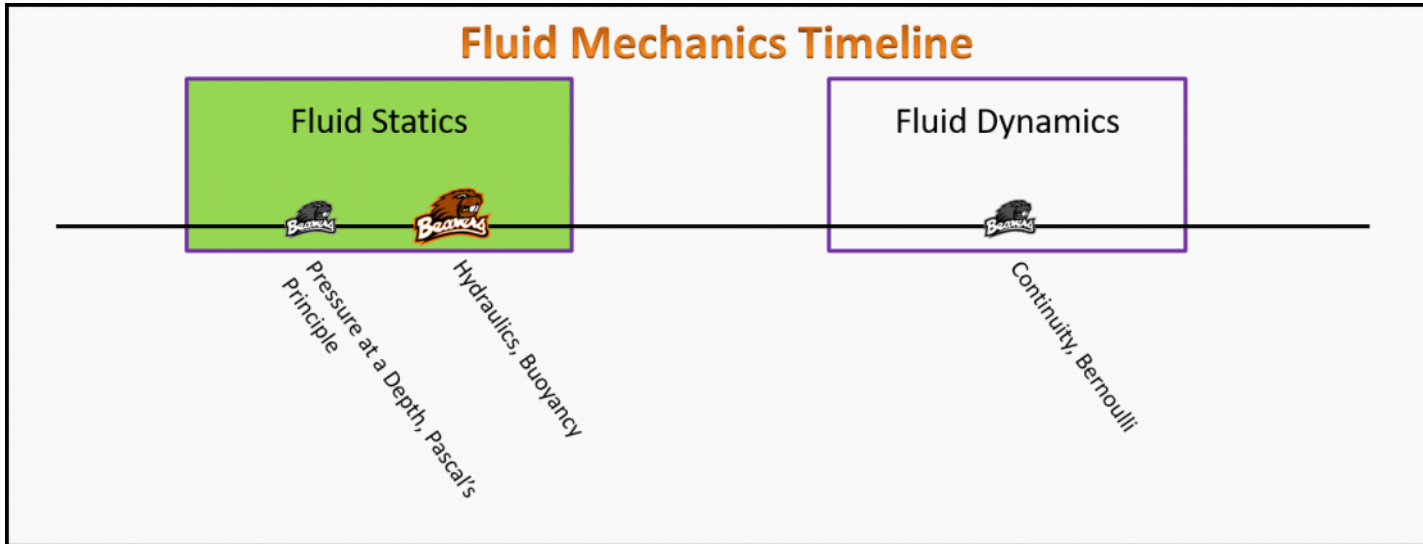 Fluid Mechanics Timeline
Fluid Statics
Fluid Dynamics
Beavers
Beavers
Beavers
Pressure at a Depth, Pascal's
Principle
Hydraulics, Buoyancy
Continuity, Bernoulli